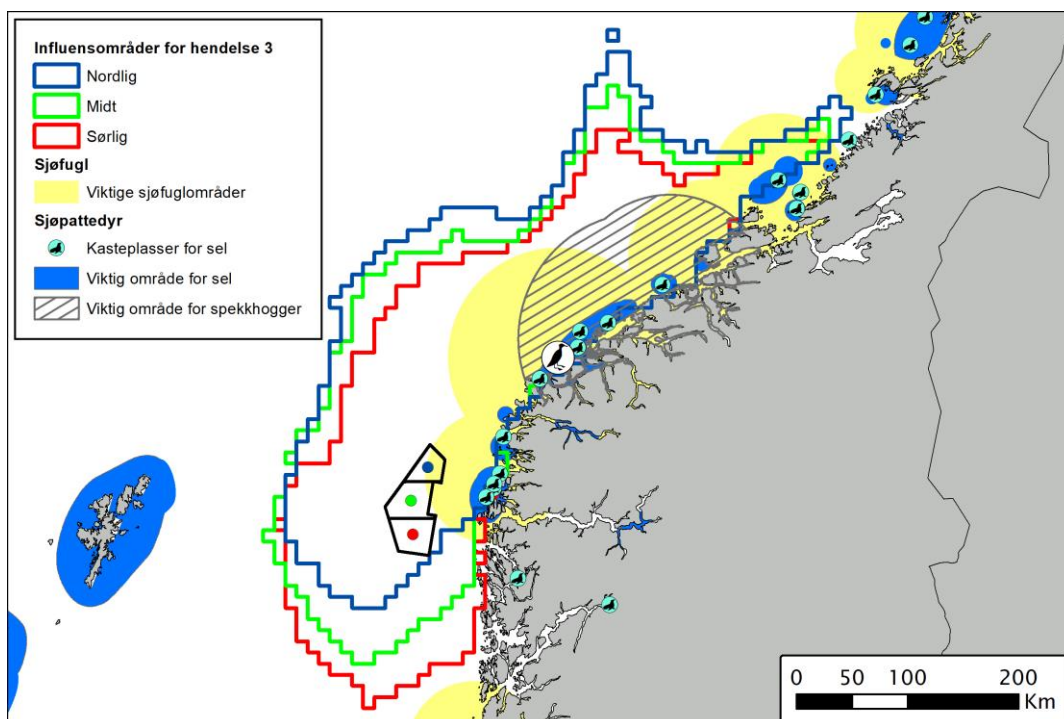 Influensområder for hendelse 3
Nordlig
Midt
Sørlig
Sjøfugl
Viktige sjøfuglområder
Sjøpattedyr
Kasteplasser for sel
Viktig område for sel
Viktig område for spekkhogger
0 50 100 200
Km